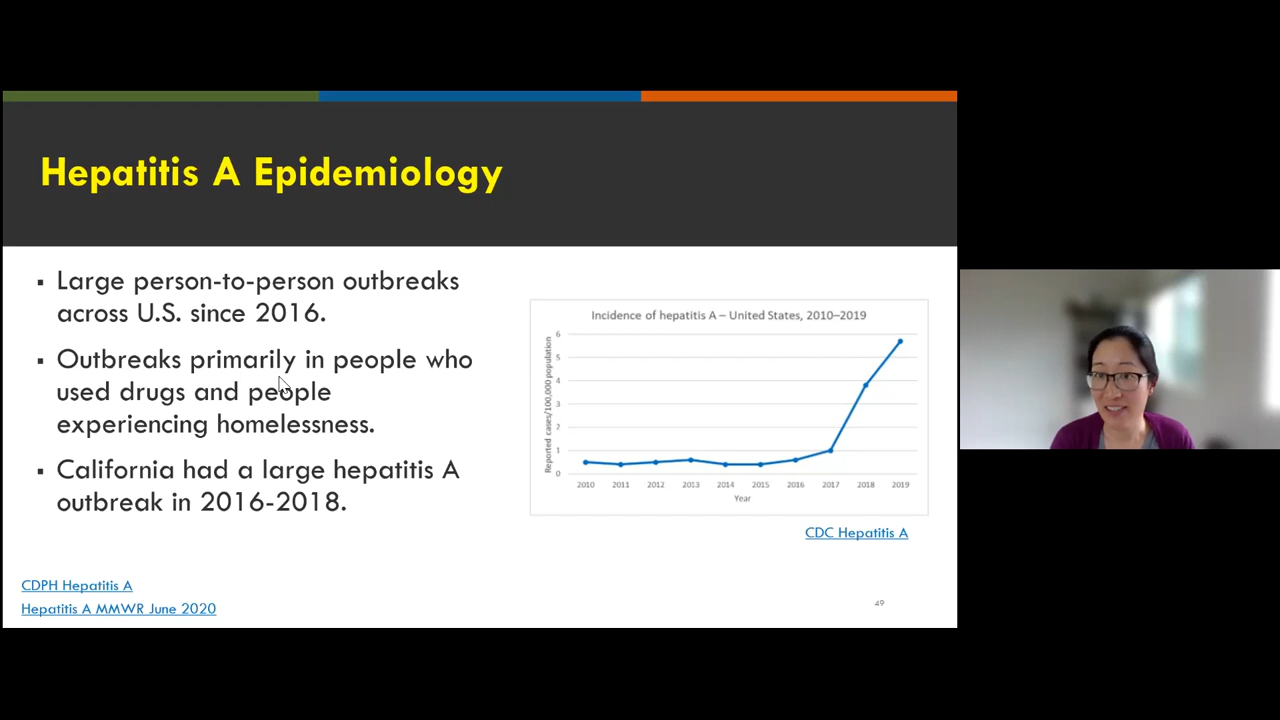 Hepatitis A Epidemiology
▪ Large person-to-person outbreaks
across U.S. since 2016.
▪ Outbreaks primarily in people who
used drugs and people
experiencing homelessness.
▪ California had a large hepatitis A
outbreak in 2016-2018.
Incidence of hepatitis A – United States, 2010–2019
Reported cases/100,000 population
6
5
4
3
2
1
0
2010 2011 2012 2013 2014 2015 2016 2017 2018 2019
Year
CDC Hepatitis A
CDPH Hepatitis A
Hepatitis A MMWR June 2020
49